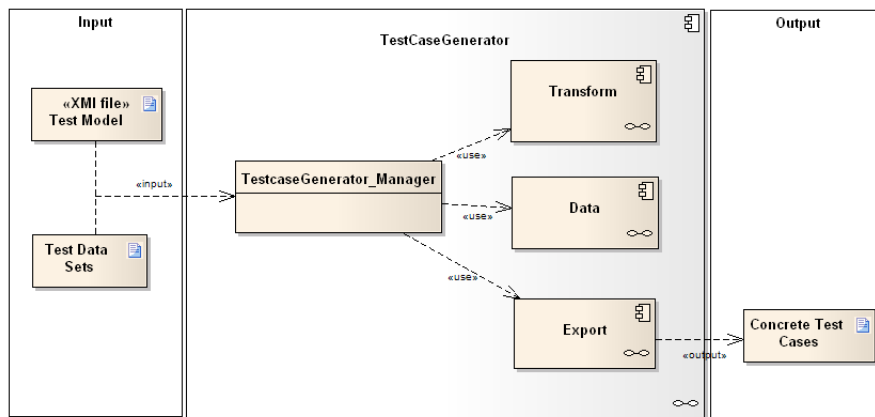 Input
TestCaseGenerator
Output
«XMI file»
Test Model
Transform
«use»
«input»
TestcaseGenerator_Manager
Data
«use»
Test Data
Sets
«use»
Export
Concrete Test
Cases
«output»